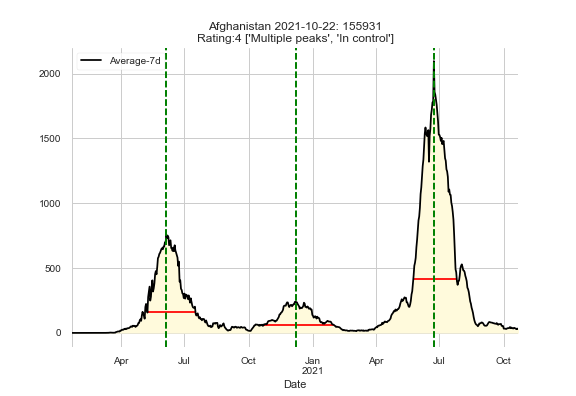 Afghanistan 2021-10-22: 155931
Rating:4 ['Multiple peaks', 'In control']
Average-7d
2000
1500
1000
500
0
Apr Jul Oct Jan Apr Jul Oct
2021
Date